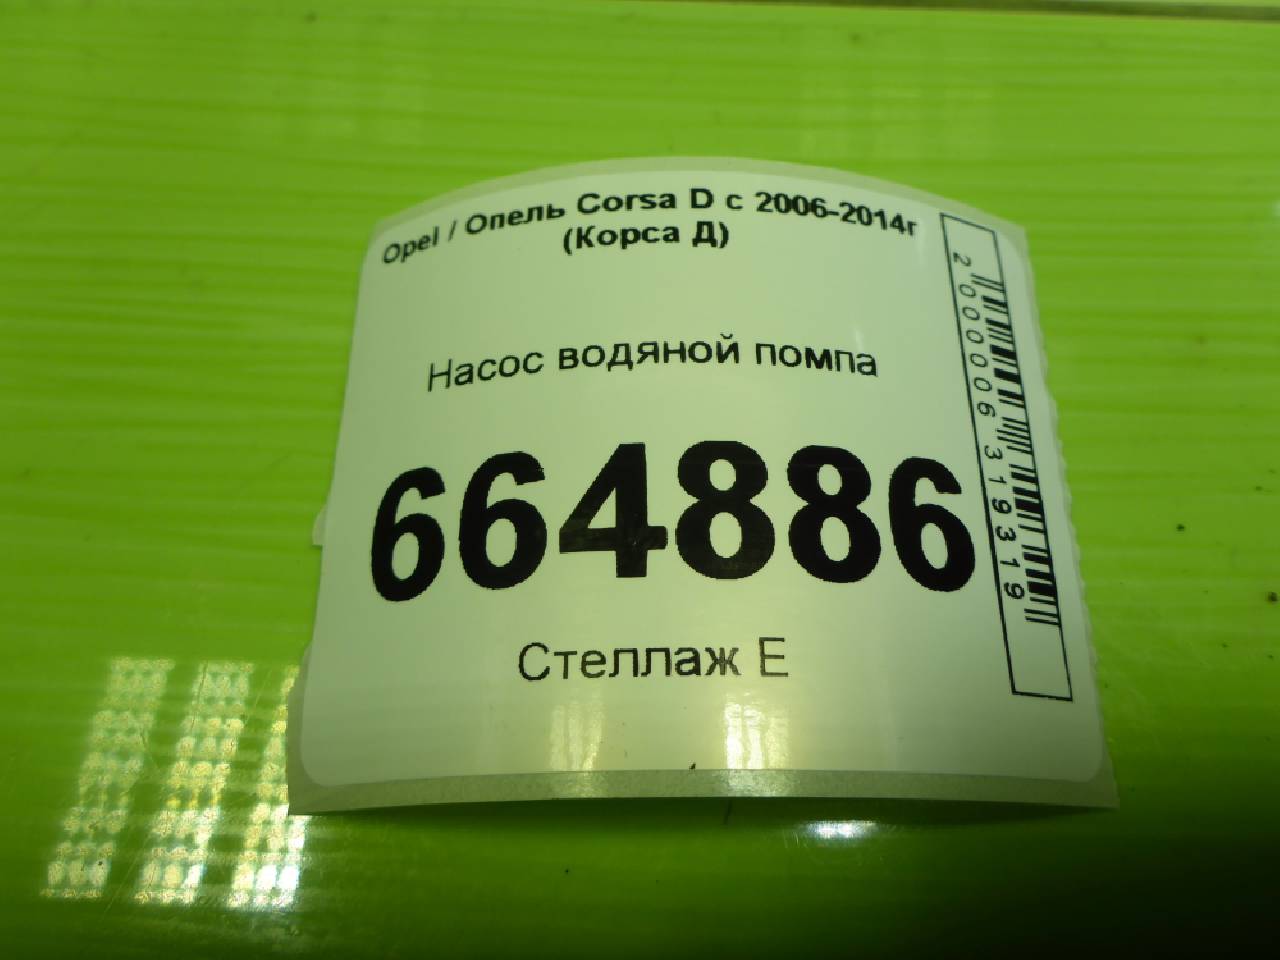 Opel / Опель Corsa D с 2006-2014г
(Корса Д)
Насос водяной помпа
664886
Стеллаж Е
2000006319319